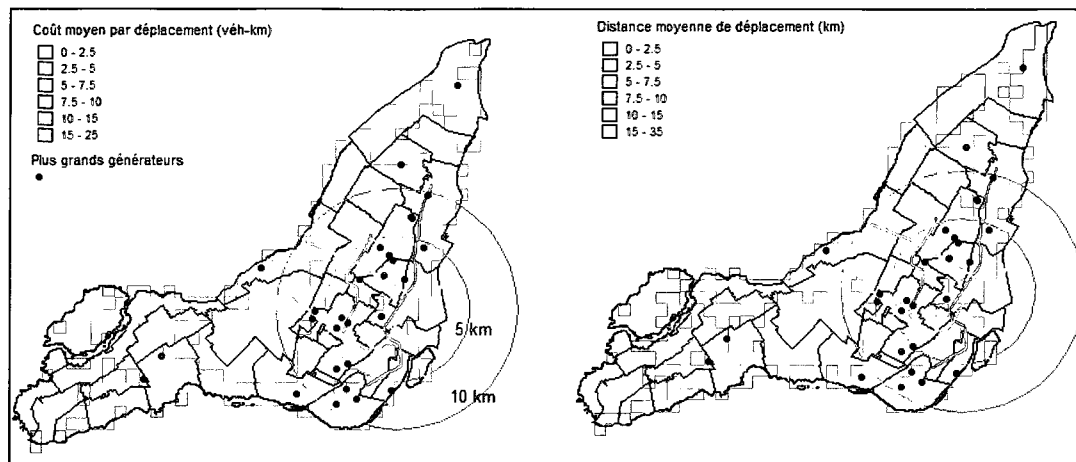 Coût moyen par déplacement (véh-km)
0 - 2.5
2.5 - 5
5 - 7.5
7.5 - 10
10 - 15
15 - 25
Plus grands générateurs
5 km
10 km
Distance moyenne de déplacement (km)
0 - 2.5
2.5 - 5
5 - 7.5
7.5 - 10
10 - 15
15 - 35